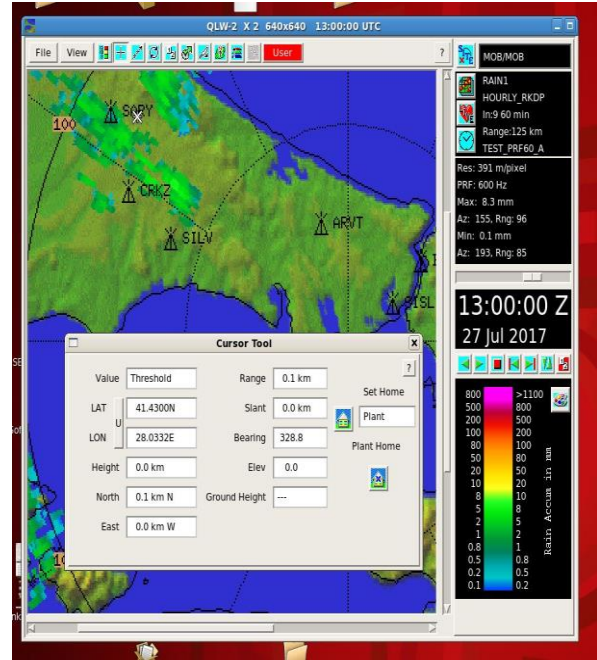 QLW-2 X 2 640x640 13:00:00 UTC
File View User ?
SARY
100
CRKZ
SILV
ARVT
SISL
MOB/MOB
RAIN1
HOURLY_RKDP
In:9 60 min
Range:125 km
TEST_PRF60_A
Res: 391 m/pixel
PRF: 600 Hz
Max: 8.3 mm
Az: 155, Rng: 96
Min: 0.1 mm
Az: 193, Rng: 85
13:00:00 Z
27 Jul 2017
800 >1100
500 800
200 500
100 200
80 100
50 80
20 50
10 20
8 10
5 8
2 5
1 2
0.8 1
0.5 0.8
0.2 0.5
0.1 0.2
Rain Accum in mm
Cursor Tool
?
Value Threshold Range 0.1 km
Set Home
LAT 41.4300N Slant 0.0 km Plant
U
LON 28.0332E Bearing 328.8 Plant Home
Height 0.0 km Elev 0.0
North 0.1 km N Ground Height ---
East 0.0 km W